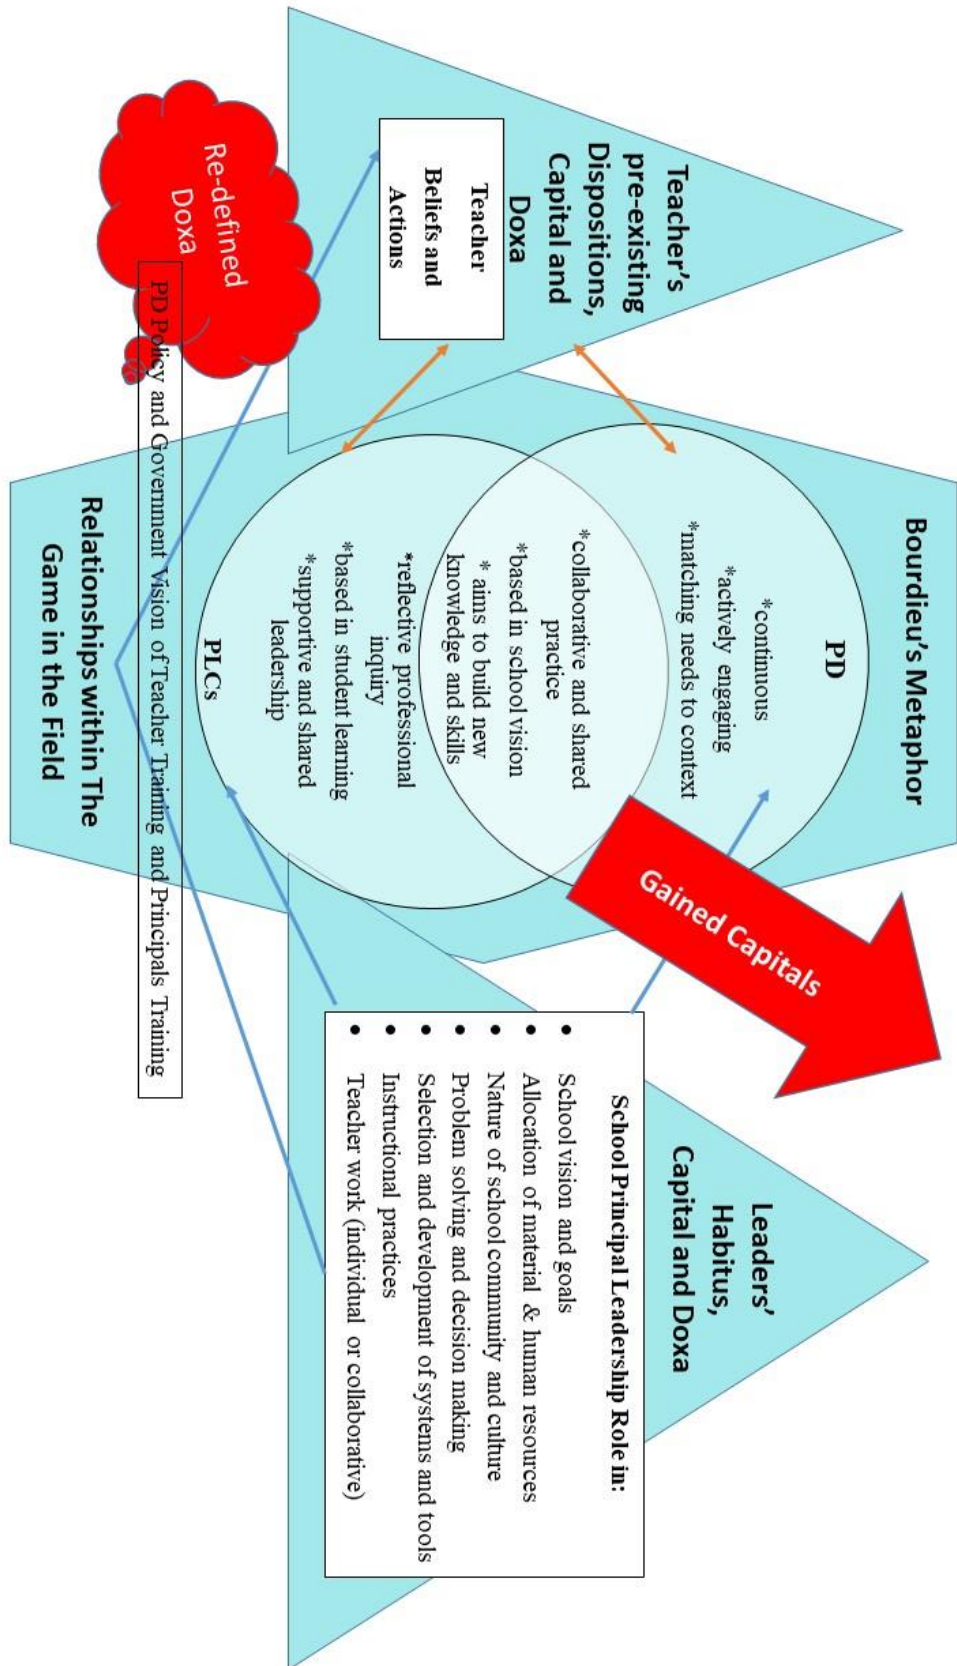 Bourdieu's Metaphor
Teacher's
pre-existing
Dispositions,
Capital and
Doxa
Teacher
Beliefs and
Actions
PD
*continuous
*actively engaging
*matching needs to context
*collaborative and shared
practice
*based in school vision
* aims to build new
knowledge and skills
*reflective professional
inquiry
*based in student learning
*supportive and shared
leadership
PLCs
Gained Capitals
Leaders'
Habitus,
Capital and Doxa
School Principal Leadership Role in:
• School vision and goals
• Allocation of material & human resources
• Nature of school community and culture
• Problem solving and decision making
• Selection and development of systems and tools
• Instructional practices
• Teacher work (individual or collaborative)
Re-defined
Doxa
PD Policy and Government Vision of Teacher Training and Principals Training
Relationships within The
Game in the Field